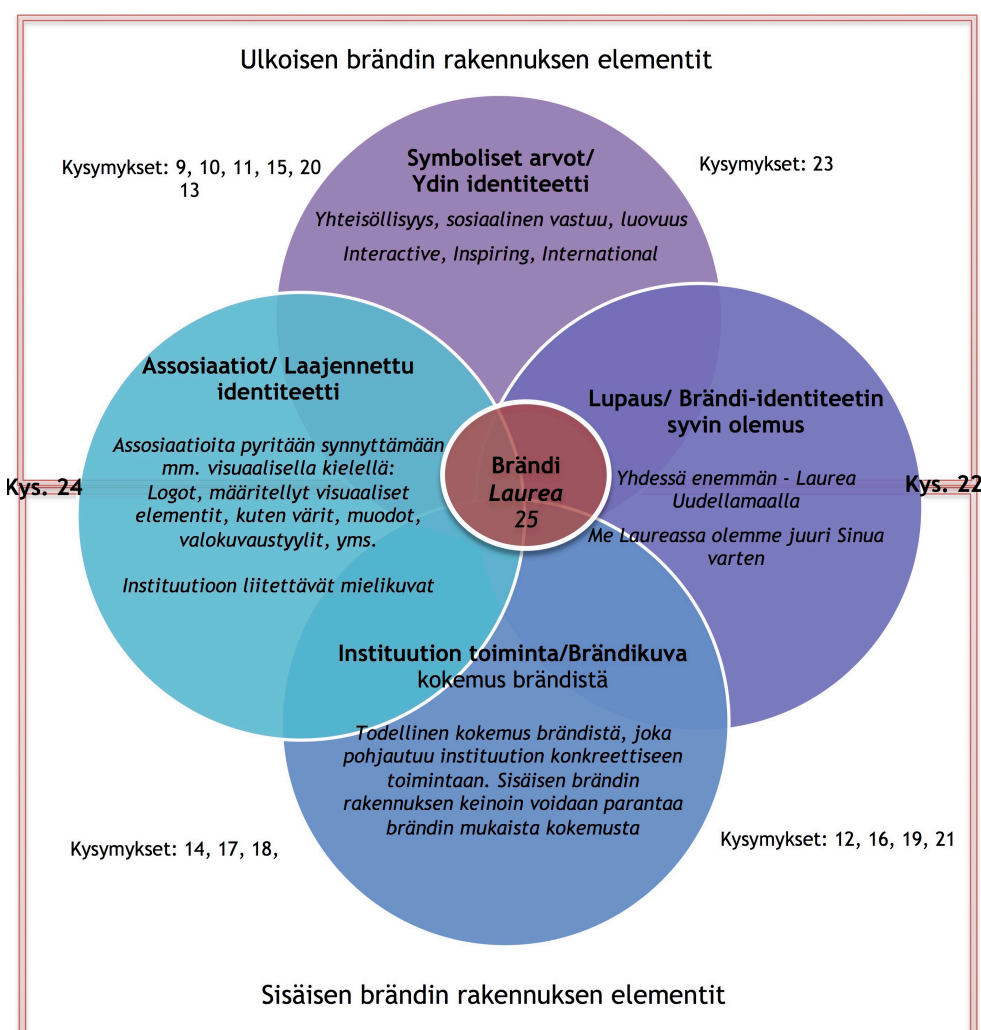 Ulkoisen brändin rakennuksen elementit
Kysymykset: 9, 10, 11, 15, 20
13
Kysymykset: 23
Symboliset arvot/
Ydin identiteetti
Yhteisöllisyys, sosiaalinen vastuu, luovuus
Interactive, Inspiring, International
Assosiaatiot/ Laajennettu
identiteetti
Assosiaatioita pyritään synnyttämään
mm. visuaalisella kielellä:
Logot, määritellyt visuaaliset
elementit, kuten värit, muodot,
valokuvaustyylit, yms.
Instituutioon liitettävät mielikuvat
Kys. 24
Brändi
Laurea
25
Lupaus/ Brändi-identiteetin
syvin olemus
Yhdessä enemmän - Laurea
Uudellamaalla
Me Laureassa olemme juuri Sinua
varten
Kys. 22
Instituution toiminta/Brändikuva
kokemus brändistä
Todellinen kokemus brändistä, joka
pohjautuu instituution konkreettiseen
toimintaan. Sisäisen brändin
rakennuksen keinoin voidaan parantaa
brändin mukaista kokemusta
Kysymykset: 14, 17, 18,
Kysymykset: 12, 16, 19, 21
Sisäisen brändin rakennuksen elementit